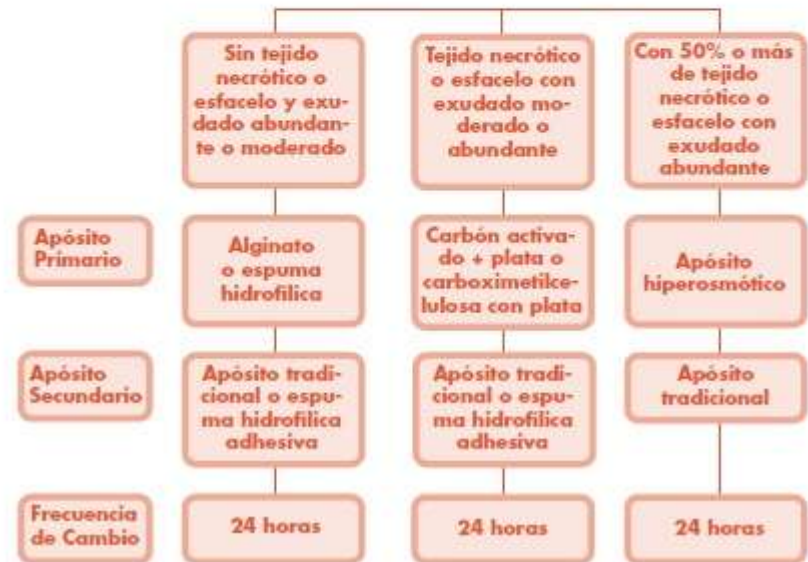 Sin tejido
necrótico o
esfacelo y exu-
dado abundan-
te o moderado
Tejido necrótico
o esfacelo con
exudado mo-
derado o
abundante
Con 50% o más
de tejido
necrótico o
esfacelo con
exudado
abundante
Apósito
Primario
Alginato
o espuma
hidrofílica
Carbón activa-
do + plata o
carboximetilce-
lulosa con plata
Apósito
hiperosmótico
Apósito
Secundario
Apósito tradi-
cional o espu-
ma hidrofílica
adhesiva
Apósito tradi-
cional o espu-
ma hidrofílica
adhesiva
Apósito
tradicional
Frecuencia
de Cambio
24 horas
24 horas
24 horas